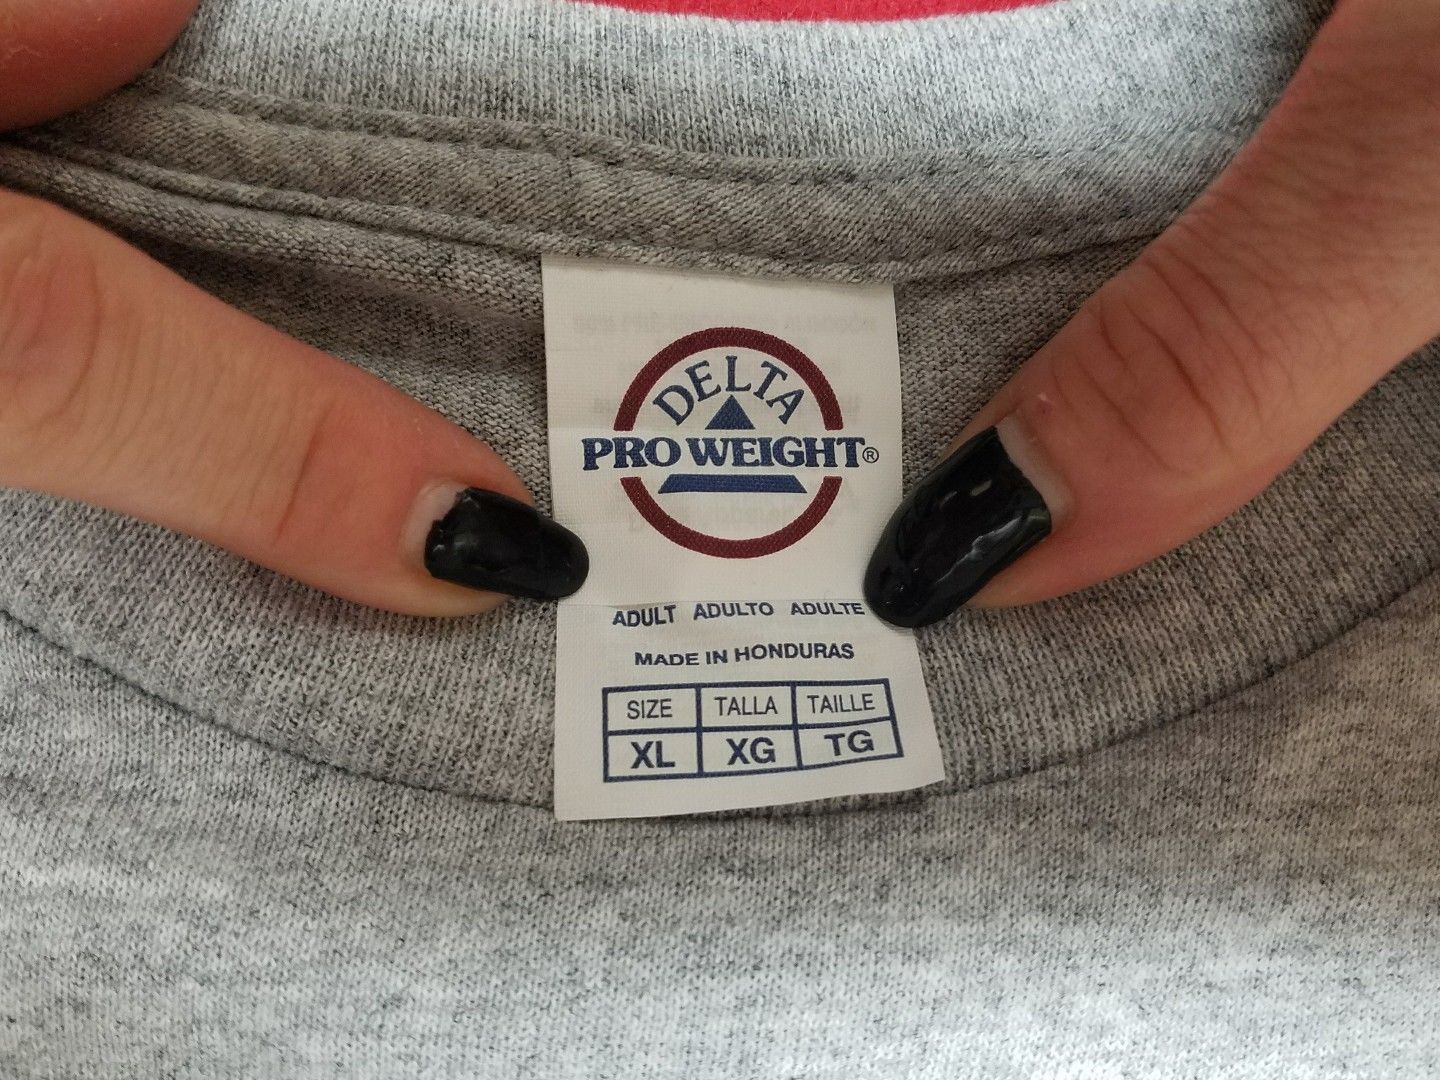 DELTA
PRO WEIGHT®
ADULT ADULTO ADULTE
MADE IN HONDURAS
SIZE TALLA TAILLE
XL XG TG